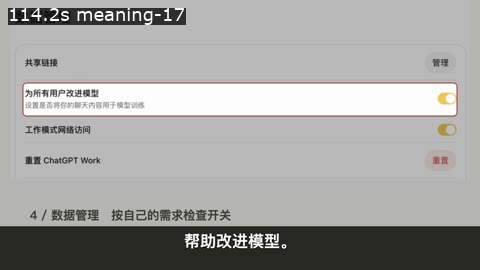 114.2s meaning-17
共享链接
管理
为所有用户改进模型
设置是否将你的聊天内容用于模型训练
工作模式网络访问
重置 ChatGPT Work
重置
4 / 数据管理 按自己的需求检查开关
帮助改进模型。